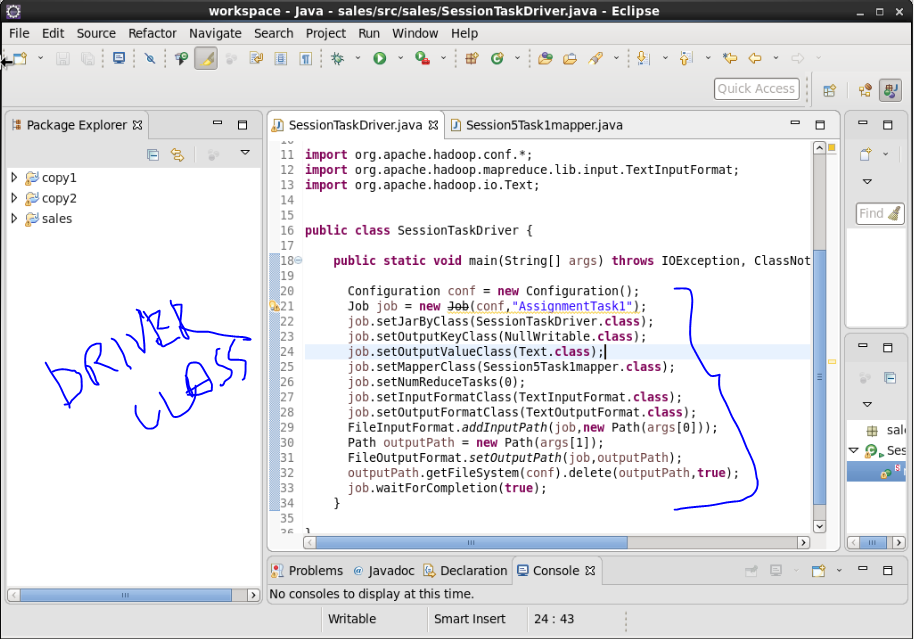 workspace - Java - sales/src/sales/SessionTaskDriver.java - Eclipse
File Edit Source Refactor Navigate Search Project Run Window Help
Quick Access
Package Explorer
SessionTaskDriver.java
Session5Task1mapper.java
copy1
copy2
sales
11 import org.apache.hadoop.conf.*;
12 import org.apache.hadoop.mapreduce.lib.input.TextInputFormat;
13 import org.apache.hadoop.io.Text;
14
15
16 public class SessionTaskDriver {
17
18 public static void main(String[] args) throws IOException, ClassNot
19
20 Configuration conf = new Configuration();
21 Job job = new Job(conf,"AssignmentTask1");
22 job.setJarByClass(SessionTaskDriver.class);
23 job.setOutputKeyClass(NullWritable.class);
24 job.setOutputValueClass(Text.class);
25 job.setMapperClass(Session5Task1mapper.class);
26 job.setNumReduceTasks(0);
27 job.setInputFormatClass(TextInputFormat.class);
28 job.setOutputFormatClass(TextOutputFormat.class);
29 FileInputFormat.addInputPath(job,new Path(args[0]));
30 Path outputPath = new Path(args[1]);
31 FileOutputFormat.setOutputPath(job,outputPath);
32 outputPath.getFileSystem(conf).delete(outputPath,true);
33 job.waitForCompletion(true);
34 }
35
36 }
DRIVER
CLASS
Find
sale
Ses
Problems @ Javadoc Declaration Console
No consoles to display at this time.
Writable Smart Insert 24 : 43